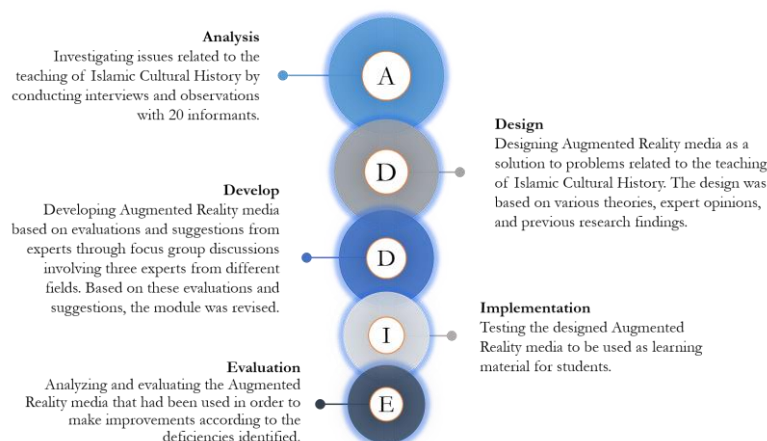 Analysis
Investigating issues related to the
teaching of Islamic Cultural History by
conducting interviews and observations
with 20 informants.
A
Design
Designing Augmented Reality media as a
solution to problems related to the teaching
of Islamic Cultural History. The design was
based on various theories, expert opinions,
and previous research findings.
D
Develop
Developing Augmented Reality media
based on evaluations and suggestions from
experts through focus group discussions
involving three experts from different
fields. Based on these evaluations and
suggestions, the module was revised.
D
Implementation
Testing the designed Augmented
Reality media to be used as learning
material for students.
I
Evaluation
Analyzing and evaluating the Augmented
Reality media that had been used in order to
make improvements according to the
deficiencies identified.
E